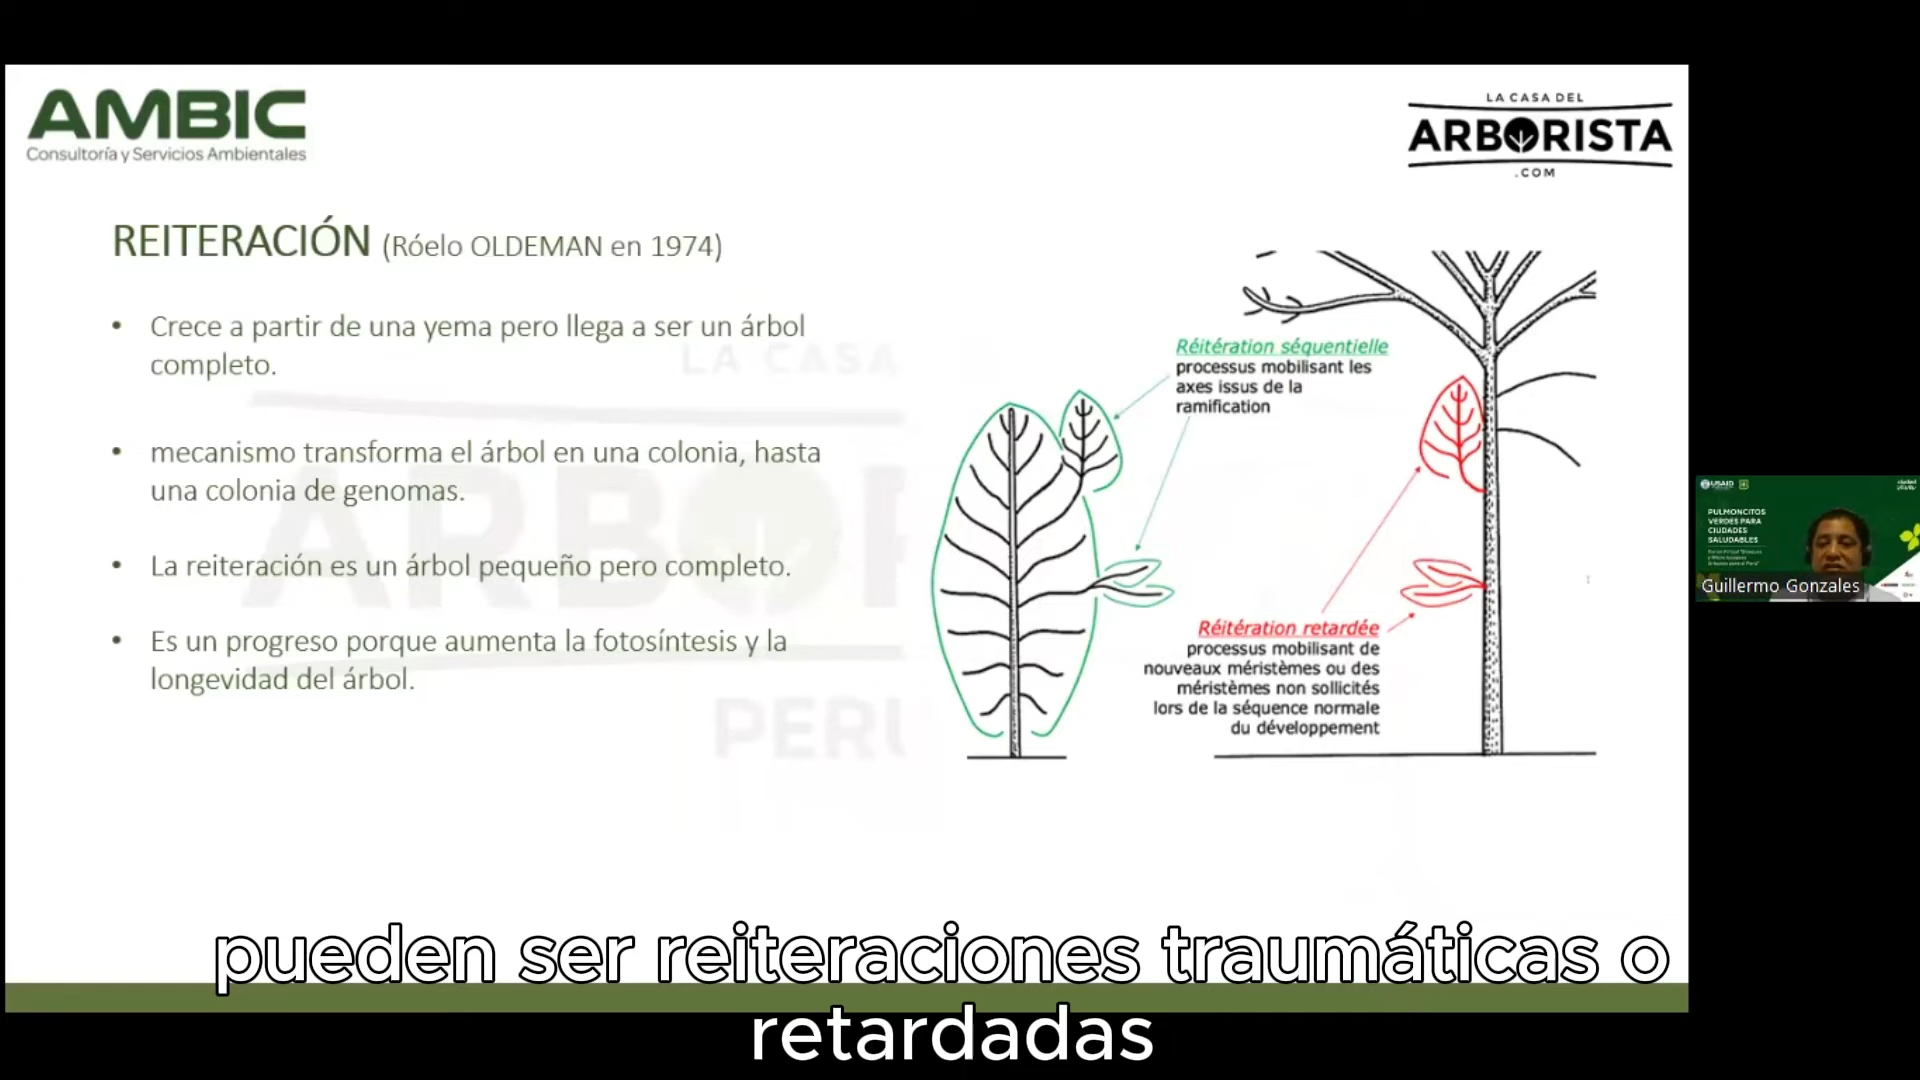 AMBIC
Consultoría y Servicios Ambientales
LA CASA DEL
ARBORISTA
.COM
REITERACIÓN (Róelo OLDEMAN en 1974)
• Crece a partir de una yema pero llega a ser un árbol
completo.
• mecanismo transforma el árbol en una colonia, hasta
una colonia de genomas.
• La reiteración es un árbol pequeño pero completo.
• Es un progreso porque aumenta la fotosíntesis y la
longevidad del árbol.
LA CASA
ARBOR
PERU
Réitération séquentielle
processus mobilisant les
axes issus de la
ramification
Réitération retardée
processus mobilisant de
nouveaux méristèmes ou des
méristèmes non sollicités
lors de la séquence normale
du développement
USAID
PULMONCITOS
VERDES PARA
CIUDADES
SALUDABLES
Guillermo Gonzales
pueden ser reiteraciones traumáticas o
retardadas